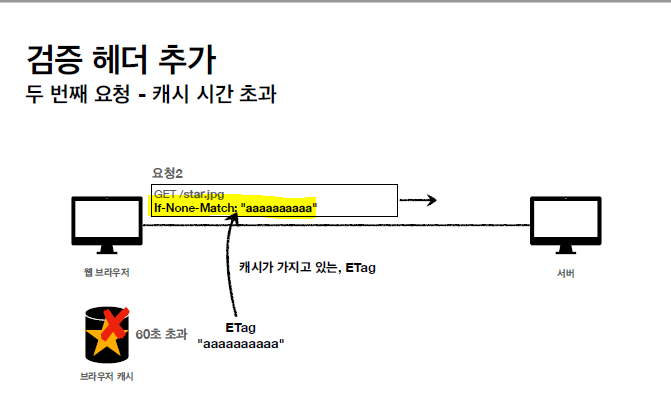 검증 헤더 추가
두 번째 요청 - 캐시 시간 초과
요청2
GET /star.jpg
If-None-Match: "aaaaaaaaaa"
웹 브라우저
캐시가 가지고 있는, ETag
서버
60초 초과
ETag
"aaaaaaaaaa"
브라우저 캐시